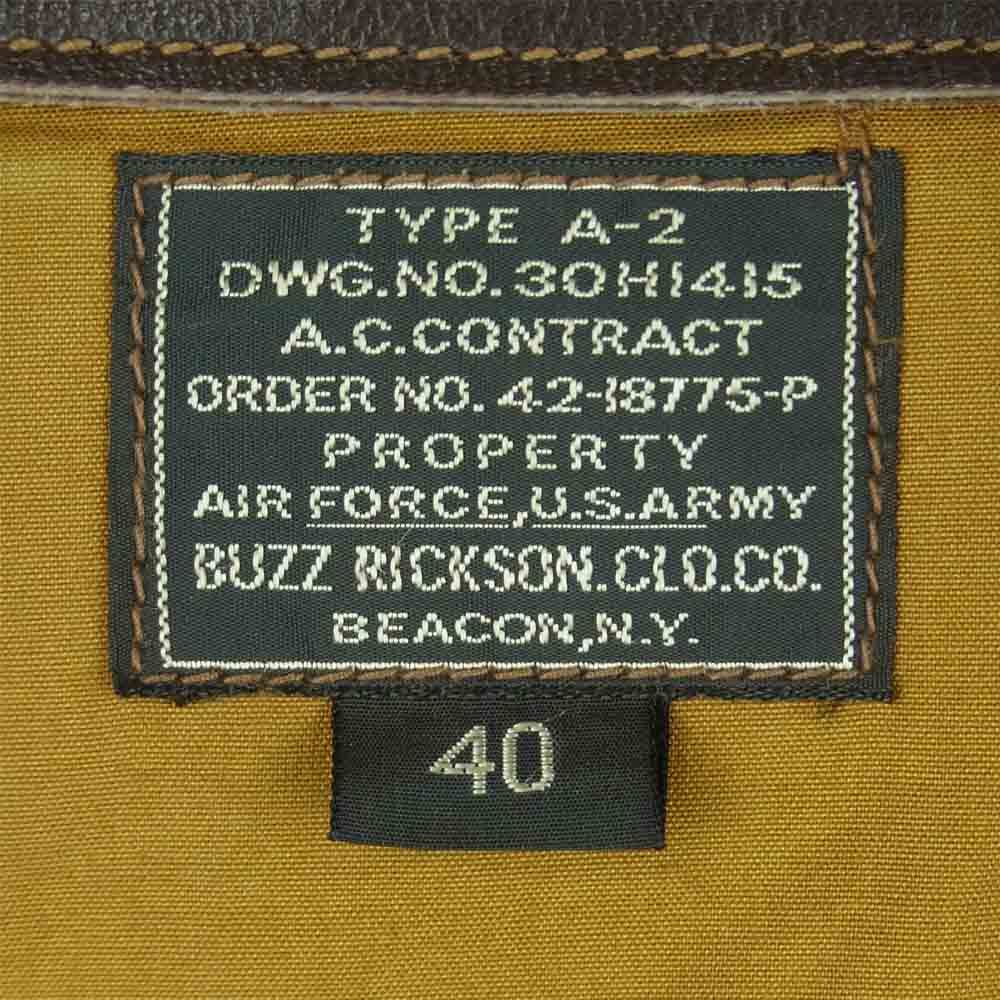 TYPE A-2
DWG.NO.30H1415
A.C.CONTRACT
ORDER NO. 42-18775-P
PROPERTY
AIR FORCE,U.S.ARMY
BUZZ RICKSON.CLO.CO.
BEACON,N.Y.
40